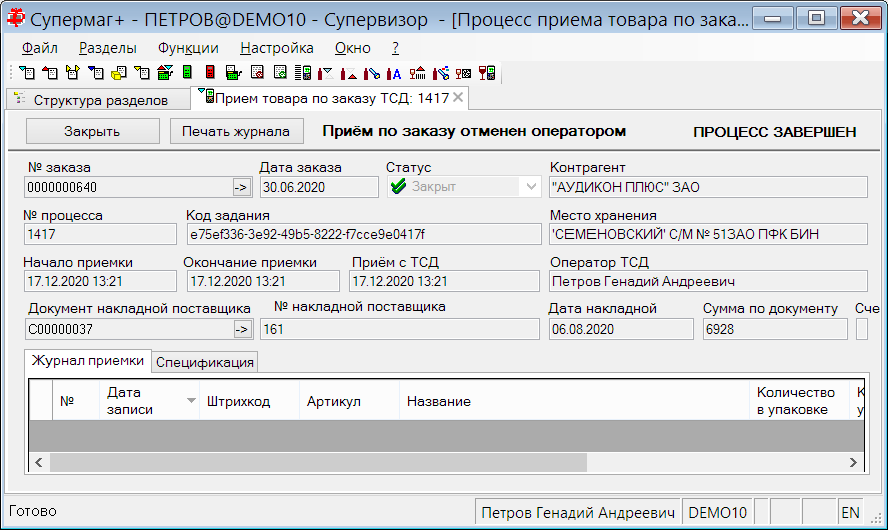 Супермаг+ - ПЕТРОВ@DEMO10 - Супервизор - [Процесс приема товара по зака...
Файл Разделы Функции Настройка Окно ?
Структура разделов Прием товара по заказу ТСД: 1417
Закрыть Печать журнала Приём по заказу отменен оператором ПРОЦЕСС ЗАВЕРШЕН
№ заказа Дата заказа Статус Контрагент
0000000640 -> 30.06.2020 Закрыт "АУДИКОН ПЛЮС" ЗАО
№ процесса Код задания Место хранения
1417 e75ef336-3e92-49b5-8222-f7cce9e0417f 'СЕМЕНОВСКИЙ' С/М № 513АО ПФК БИН
Начало приемки Окончание приемки Приём с ТСД Оператор ТСД
17.12.2020 13:21 17.12.2020 13:21 17.12.2020 13:21 Петров Генадий Андреевич
Документ накладной поставщика № накладной поставщика Дата накладной Сумма по документу Сче
С00000037 -> 161 06.08.2020 6928
Журнал приемки Спецификация
№ Дата записи Штрихкод Артикул Название Количество в упаковке К у
Готово Петров Генадий Андреевич DEMO10 EN